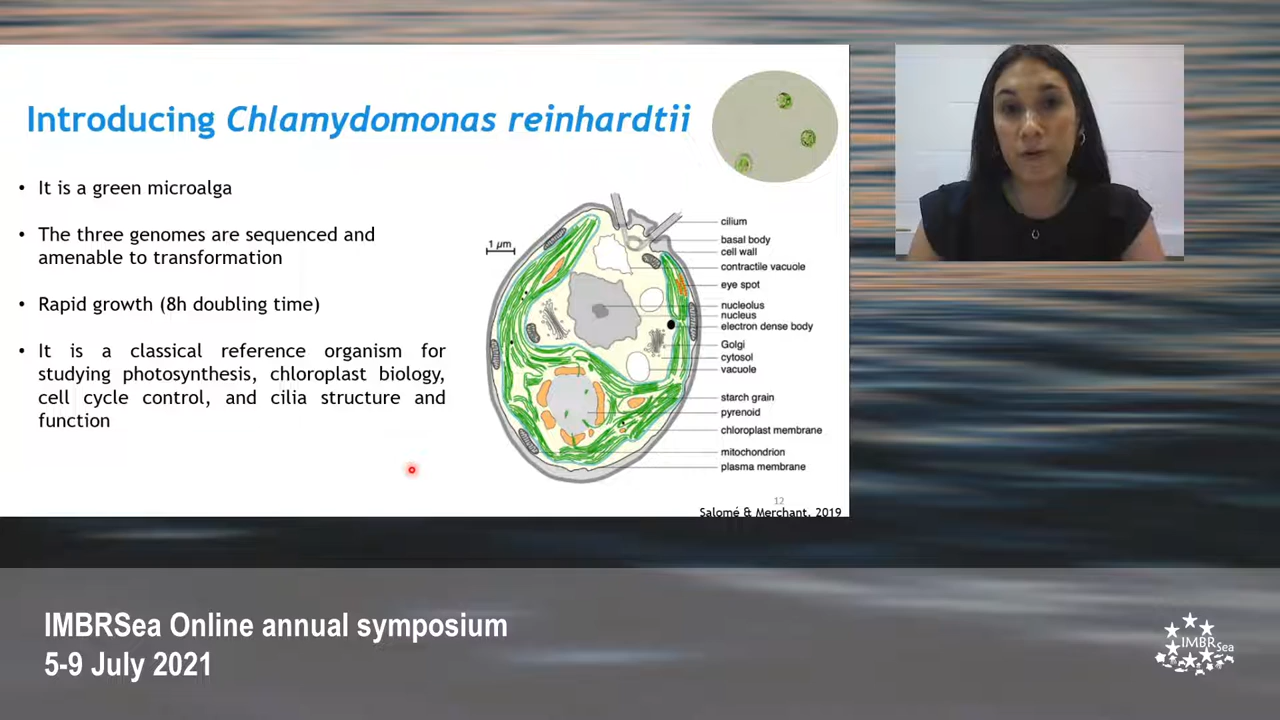 Introducing Chlamydomonas reinhardtii
• It is a green microalga
• The three genomes are sequenced and
amenable to transformation
• Rapid growth (8h doubling time)
• It is a classical reference organism for
studying photosynthesis, chloroplast biology,
cell cycle control, and cilia structure and
function
1 µm
cilium
basal body
cell wall
contractile vacuole
eye spot
nucleolus
nucleus
electron dense body
Golgi
cytosol
vacuole
starch grain
pyrenoid
chloroplast membrane
mitochondrion
plasma membrane
12
Salomé & Merchant, 2019
IMBRSea Online annual symposium
5-9 July 2021
IMBRSea